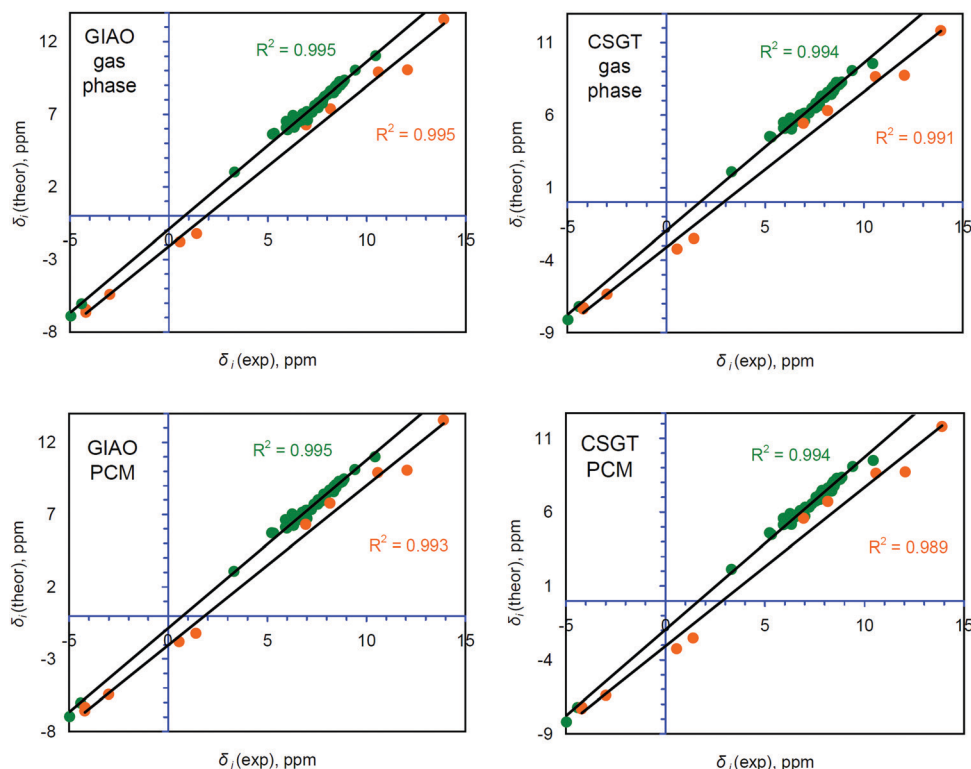 GIAO
gas
phase
R² = 0.995
R² = 0.995
12
7
2
-3
-8
-5
5
10
15
δᵢ(theor), ppm
δᵢ(exp), ppm
CSGT
gas
phase
R² = 0.994
R² = 0.991
11
6
1
-4
-9
-5
5
10
15
δᵢ(theor), ppm
δᵢ(exp), ppm
GIAO
PCM
R² = 0.995
R² = 0.993
12
7
2
-3
-8
-5
5
10
15
δᵢ(theor), ppm
δᵢ(exp), ppm
CSGT
PCM
R² = 0.994
R² = 0.989
11
6
1
-4
-9
-5
5
10
15
δᵢ(theor), ppm
δᵢ(exp), ppm